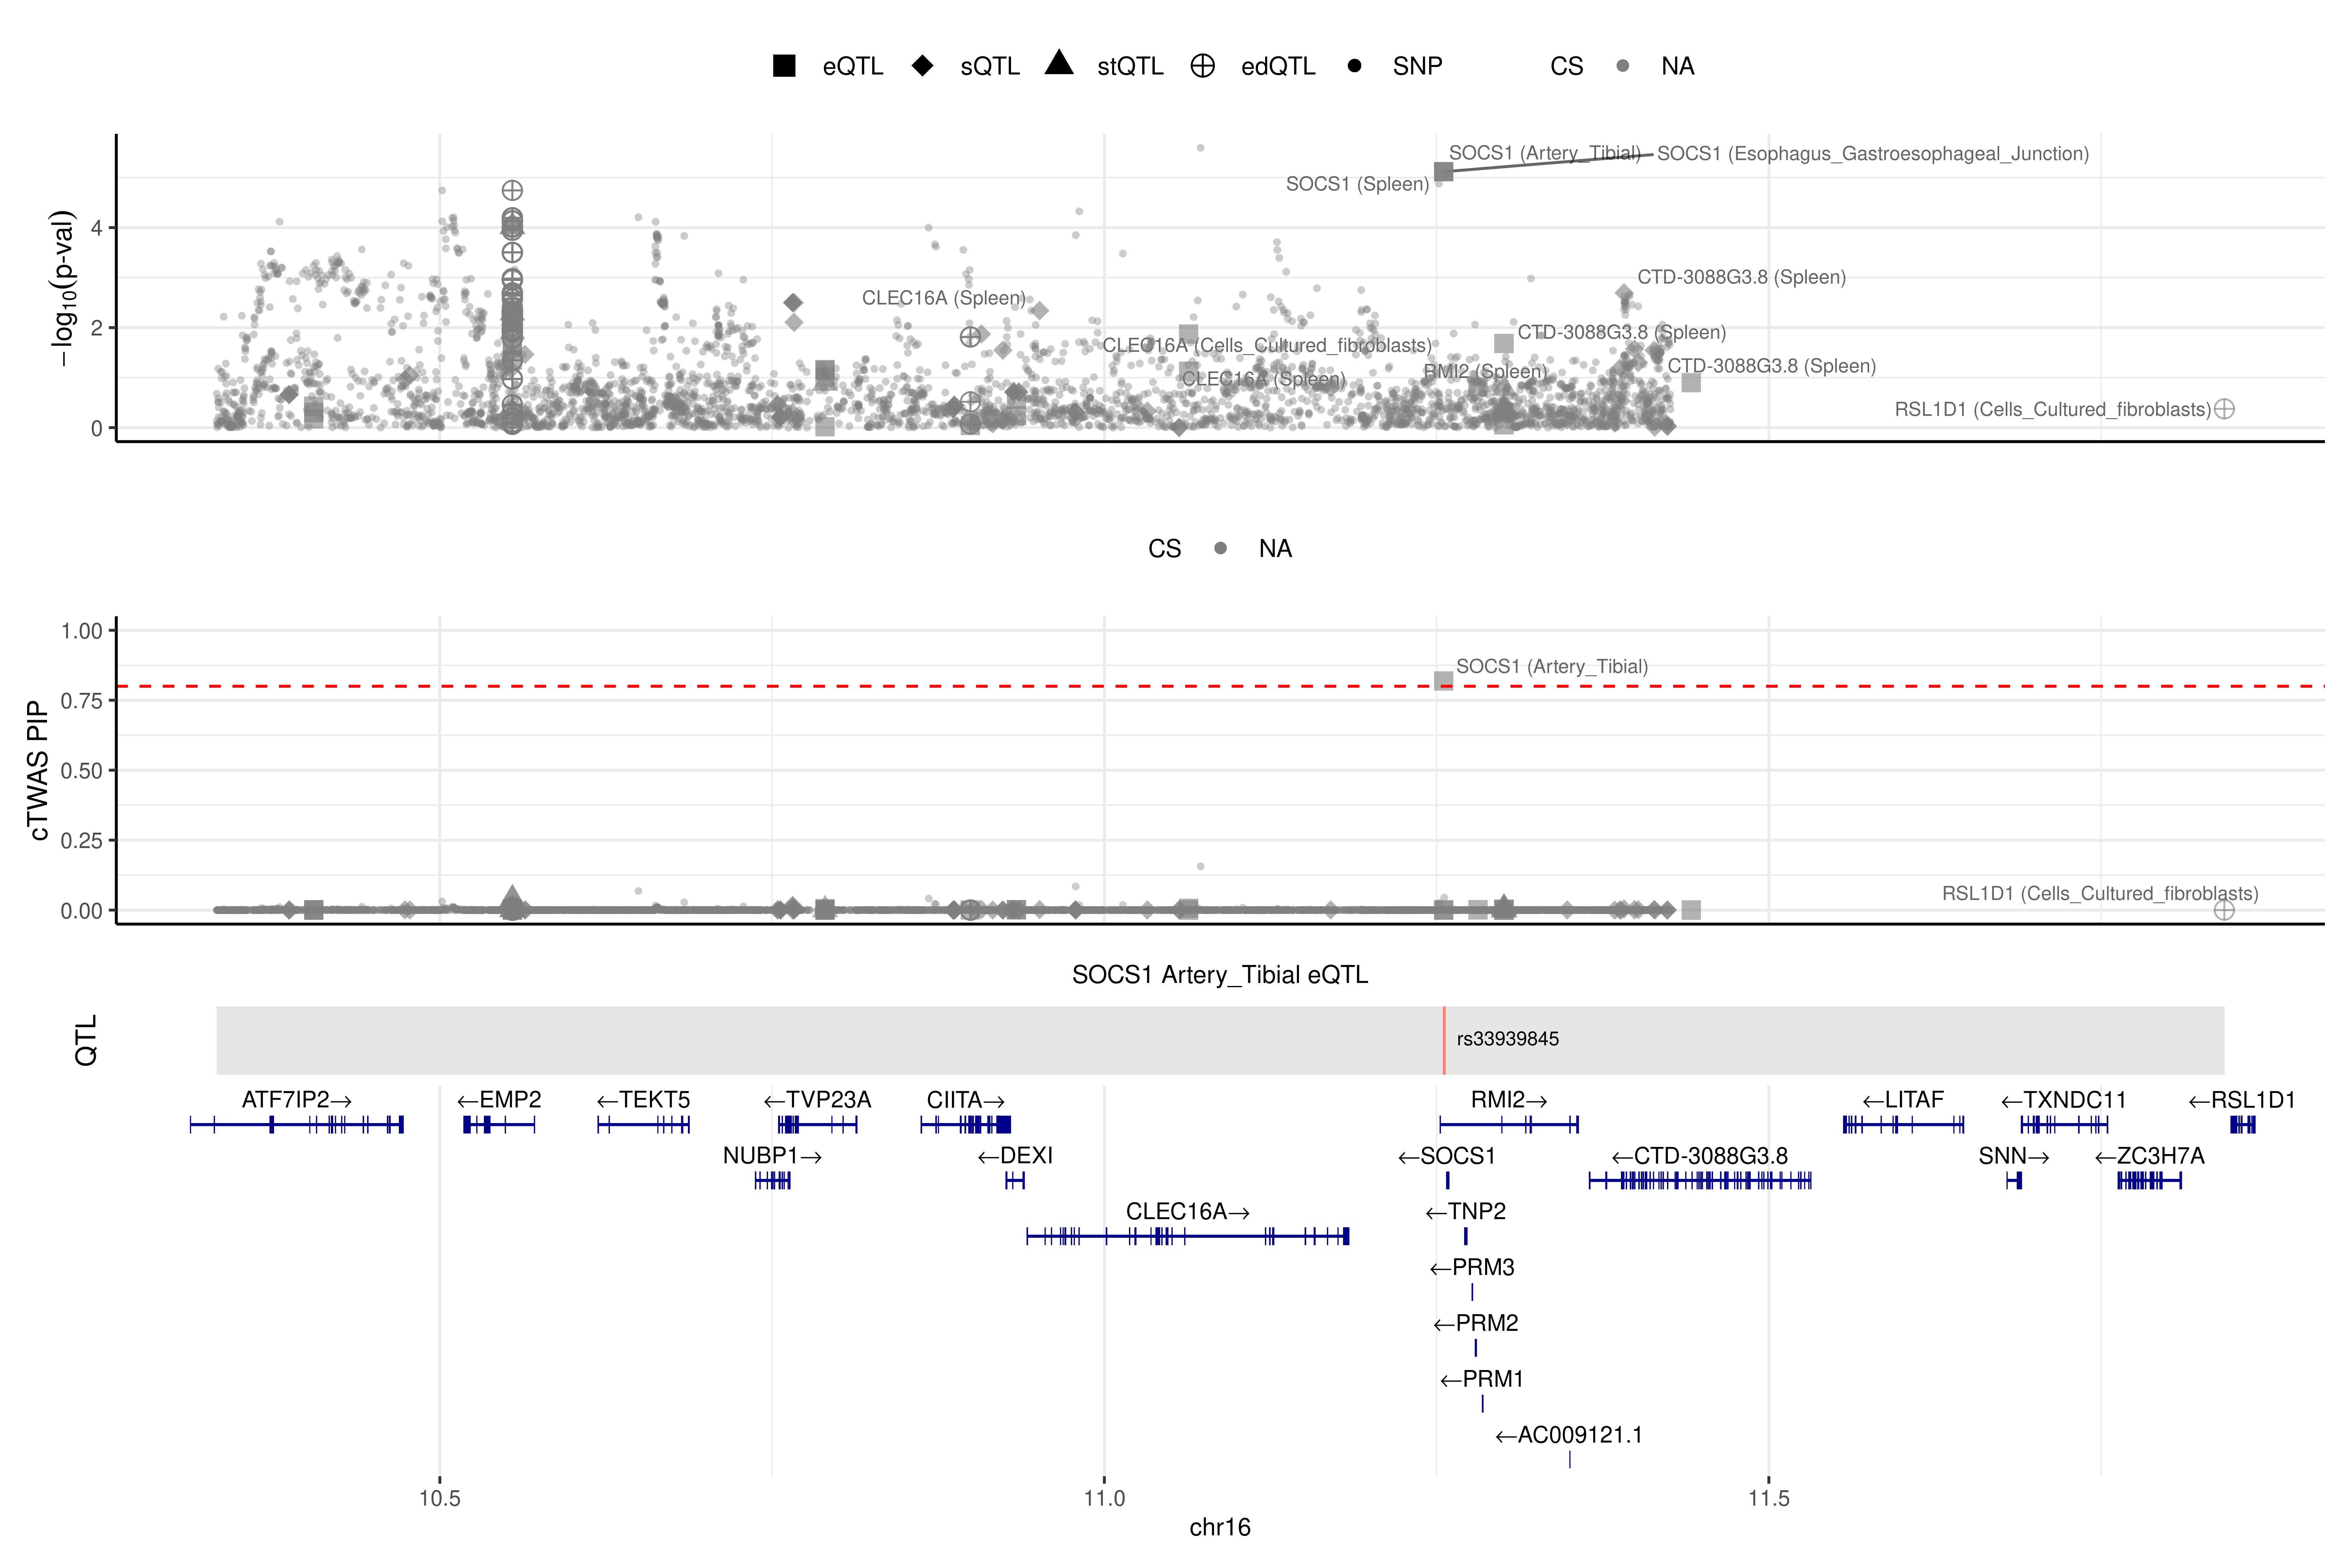 eQTL sQTL stQTL edQTL SNP CS NA
−log10(p-val)
4
2
0
SOCS1 (Artery_Tibial)
SOCS1 (Esophagus_Gastroesophageal_Junction)
SOCS1 (Spleen)
CTD-3088G3.8 (Spleen)
CLEC16A (Spleen)
CTD-3088G3.8 (Spleen)
CLEC16A (Cells_Cultured_fibroblasts)
CTD-3088G3.8 (Spleen)
RMI2 (Spleen)
CLEC16A (Spleen)
RSL1D1 (Cells_Cultured_fibroblasts)
CS NA
cTWAS PIP
1.00
0.75
0.50
0.25
0.00
SOCS1 (Artery_Tibial)
RSL1D1 (Cells_Cultured_fibroblasts)
SOCS1 Artery_Tibial eQTL
QTL
rs33939845
ATF7IP2→ ←EMP2 ←TEKT5 ←TVP23A CIITA→ RMI2→ ←LITAF ←TXNDC11 ←RSL1D1
NUBP1→ ←DEXI ←SOCS1 ←CTD-3088G3.8 SNN→ ←ZC3H7A
CLEC16A→ ←TNP2
←PRM3
←PRM2
←PRM1
←AC009121.1
10.5 11.0 11.5
chr16